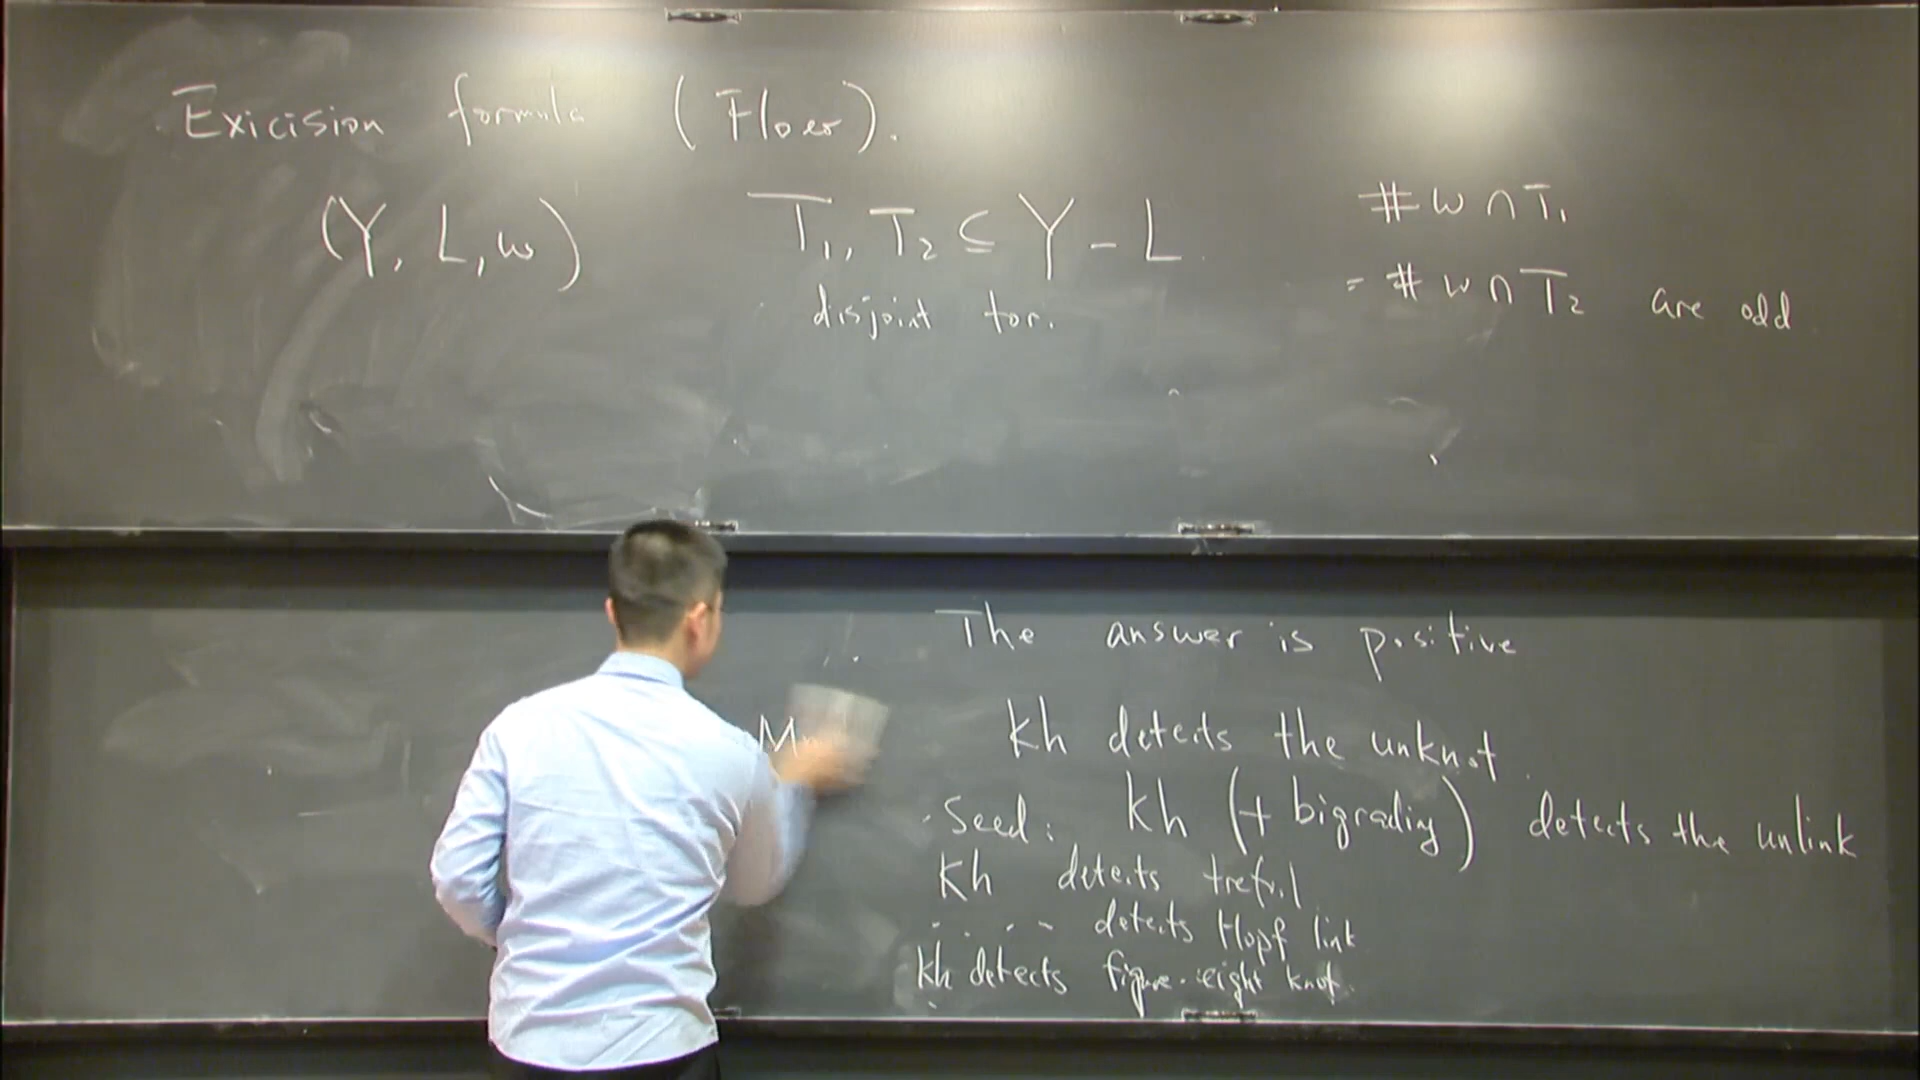 Exicision formula (Floer).
(Y, L, w) T₁, T₂ ⊆ Y - L # w ∩ T₁
disjoint tor. = # w ∩ T₂ are odd
The answer is positive
Kh detects the unknot.
Seed: Kh (+ bigrading) detects the unlink
Kh detects trefoil
. . . . detects Hopf link
Kh detects figure-eight knot.